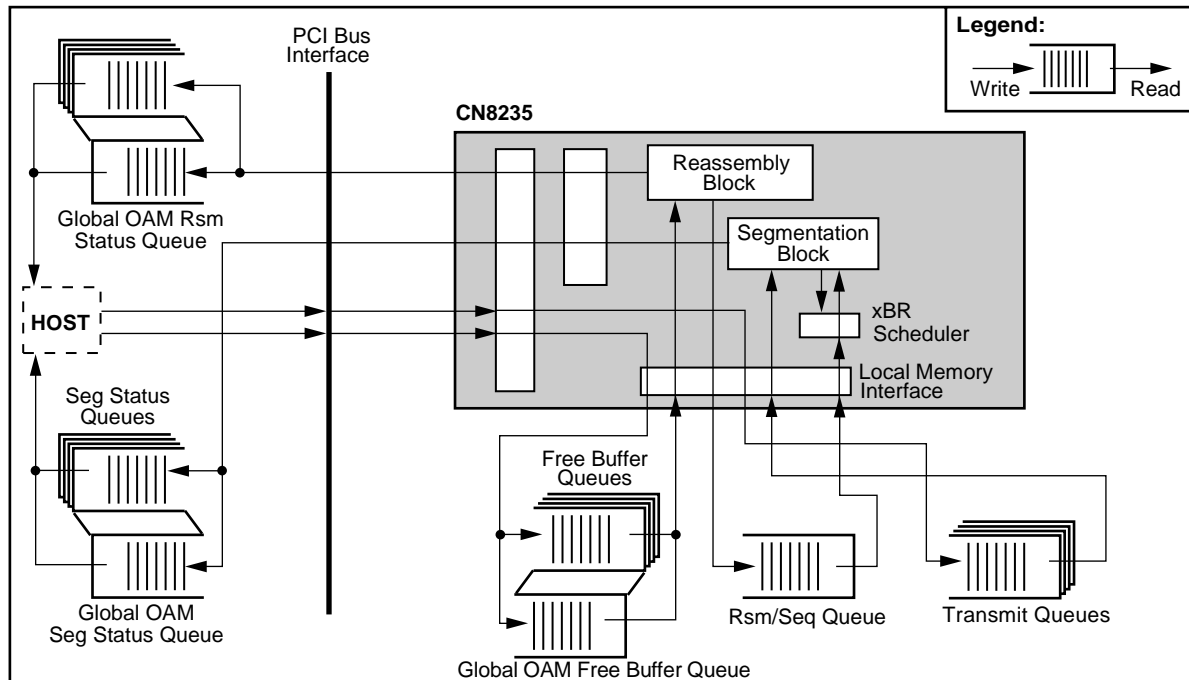 PCI Bus
Interface
Legend:
Write
Read
CN8235
Reassembly
Block
Global OAM Rsm
Status Queue
Segmentation
Block
HOST
xBR
Scheduler
Local Memory
Interface
Seg Status
Queues
Free Buffer
Queues
Global OAM
Seg Status Queue
Rsm/Seq Queue
Transmit Queues
Global OAM Free Buffer Queue